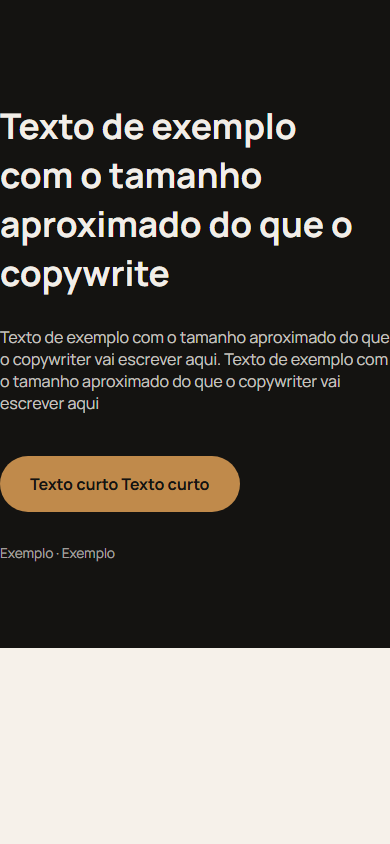 Texto de exemplo
com o tamanho
aproximado do que o
copywrite
Texto de exemplo com o tamanho aproximado do que
o copywriter vai escrever aqui. Texto de exemplo com
o tamanho aproximado do que o copywriter vai
escrever aqui
Texto curto Texto curto
Exemplo · Exemplo